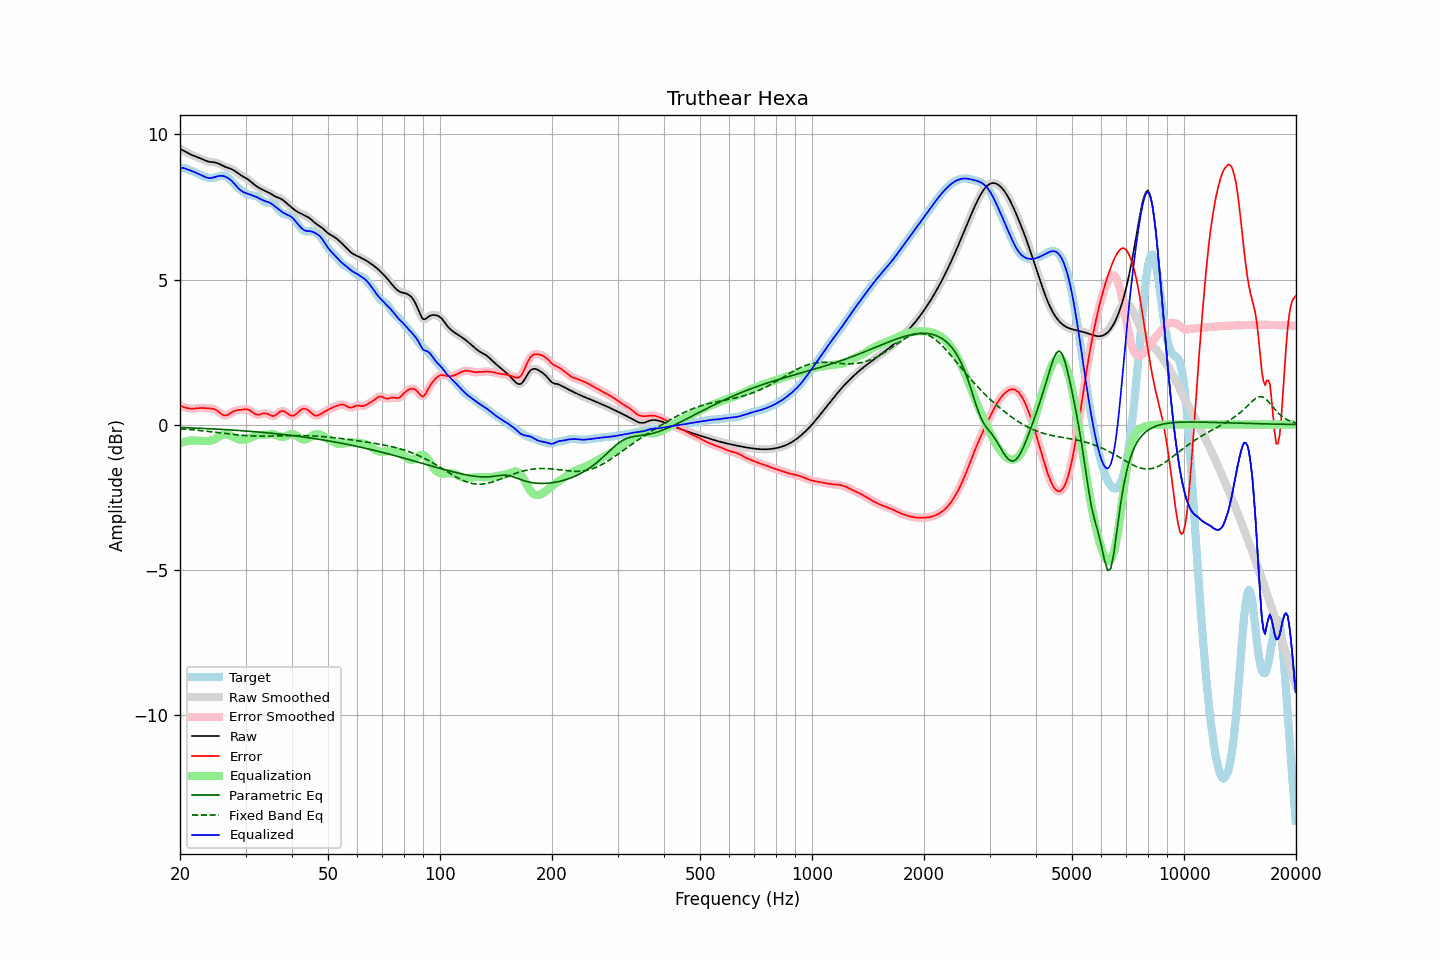 Truthear Hexa
Amplitude (dBr)
10
5
0
−5
−10
Target
Raw Smoothed
Error Smoothed
Raw
Error
Equalization
Parametric Eq
Fixed Band Eq
Equalized
20 50 100 200 500 1000 2000 5000 10000 20000
Frequency (Hz)